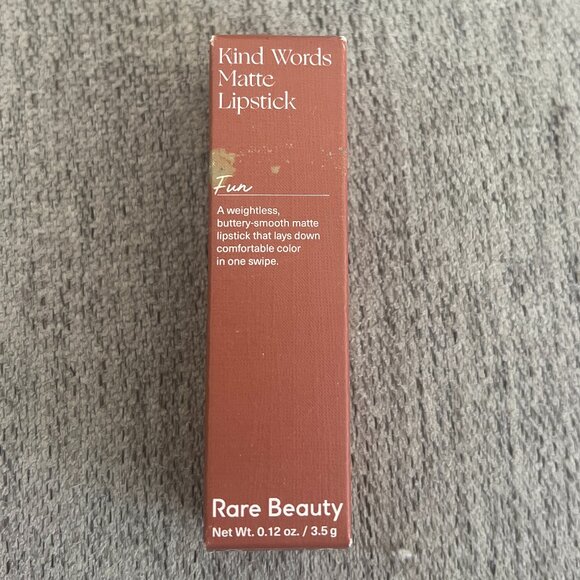 Kind Words
Matte
Lipstick
Fun
A weightless,
buttery-smooth matte
lipstick that lays down
comfortable color
in one swipe.
Rare Beauty
Net Wt. 0.12 oz. / 3.5 g